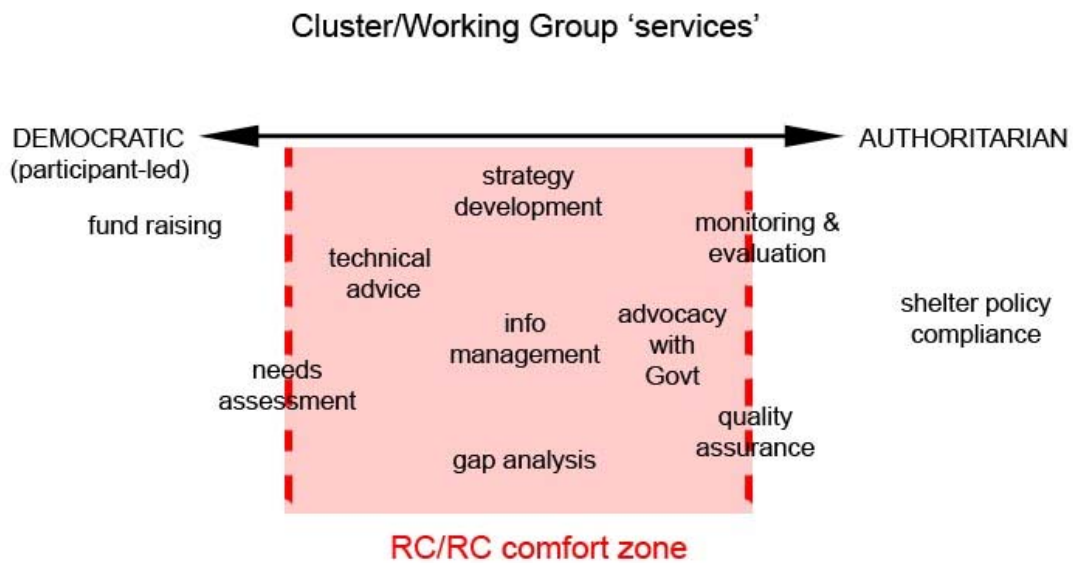 Cluster/Working Group ‘services’
DEMOCRATIC
(participant-led)
AUTHORITARIAN
fund raising
strategy
development
monitoring &
evaluation
technical
advice
shelter policy
compliance
info
management
advocacy
with
Govt
needs
assessment
quality
assurance
gap analysis
RC/RC comfort zone